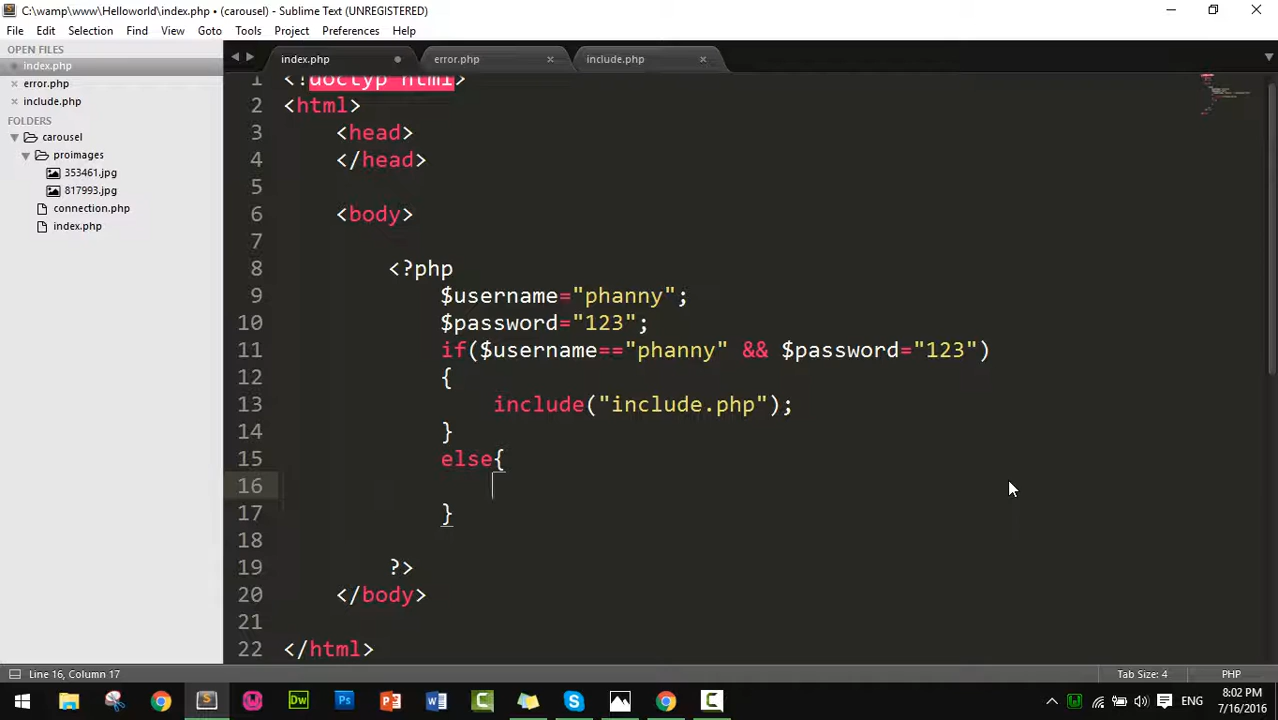 C:\wamp\www\Helloworld\index.php • (carousel) - Sublime Text (UNREGISTERED)
File Edit Selection Find View Goto Tools Project Preferences Help
OPEN FILES
index.php
error.php
include.php
FOLDERS
carousel
proimages
353461.jpg
817993.jpg
connection.php
index.php
index.php error.php include.php
1 <!doctyp html>
2 <html>
3 <head>
4 </head>
5
6 <body>
7
8 <?php
9 $username="phanny";
10 $password="123";
11 if($username=="phanny" && $password="123")
12 {
13 include("include.php");
14 }
15 else{
16
17 }
18
19 ?>
20 </body>
21
22 </html>
Line 16, Column 17
Tab Size: 4
PHP
ENG
8:02 PM
7/16/2016